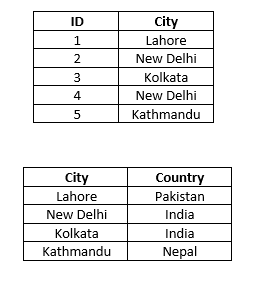 ID City
1 Lahore
2 New Delhi
3 Kolkata
4 New Delhi
5 Kathmandu
City Country
Lahore Pakistan
New Delhi India
Kolkata India
Kathmandu Nepal